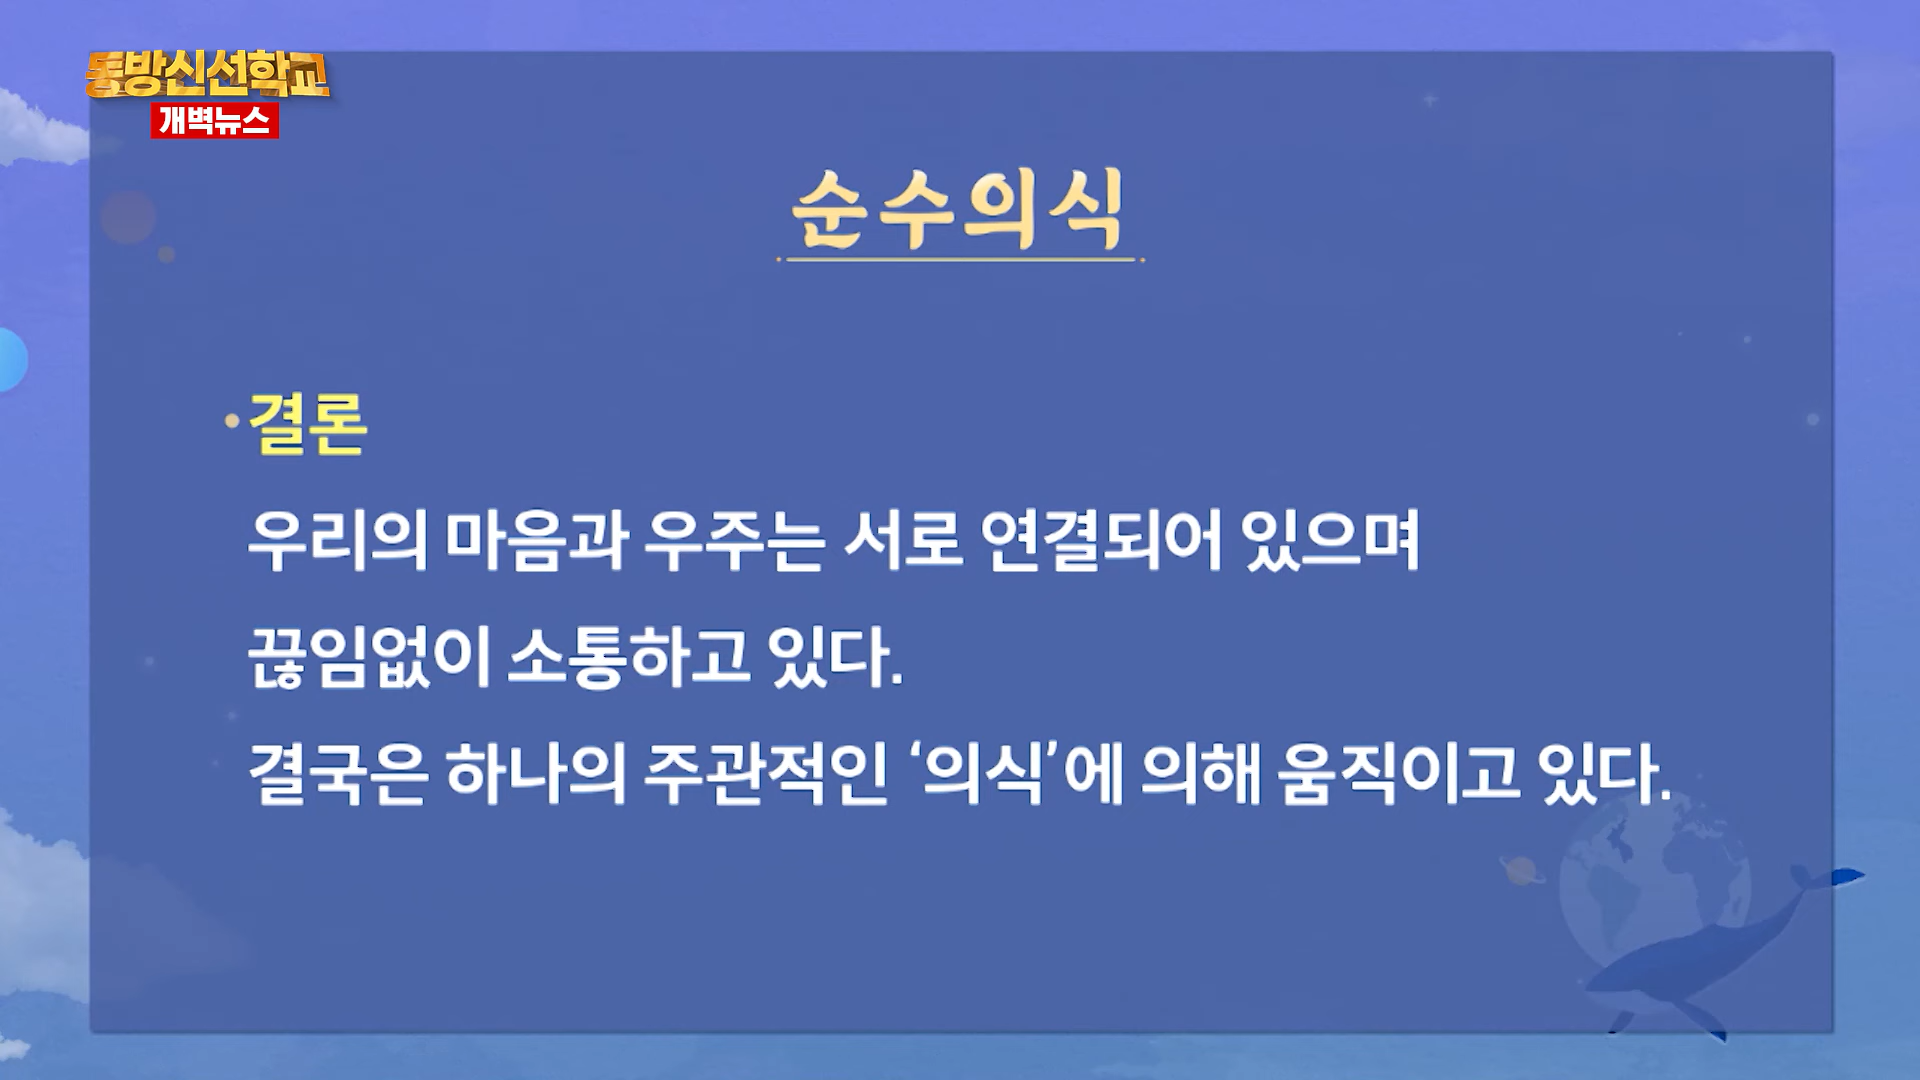 동방신선학교
개벽뉴스
순수의식
·결론
우리의 마음과 우주는 서로 연결되어 있으며
끊임없이 소통하고 있다.
결국은 하나의 주관적인 ‘의식’에 의해 움직이고 있다.